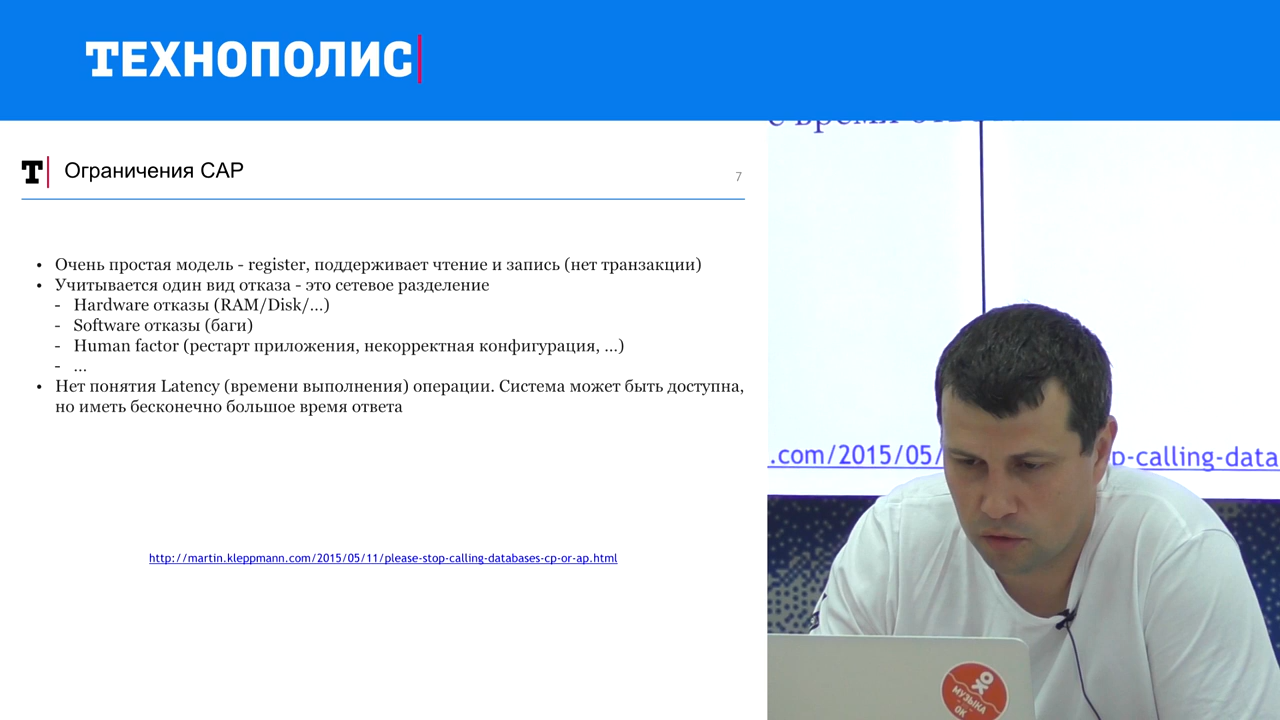 ТЕХНОПОЛИС
Т Ограничения CAP
7
• Очень простая модель - register, поддерживает чтение и запись (нет транзакции)
• Учитывается один вид отказа - это сетевое разделение
- Hardware отказы (RAM/Disk/...)
- Software отказы (баги)
- Human factor (рестарт приложения, некорректная конфигурация, ...)
- ...
• Нет понятия Latency (времени выполнения) операции. Система может быть доступна,
но иметь бесконечно большое время ответа
http://martin.kleppmann.com/2015/05/11/please-stop-calling-databases-cp-or-ap.html
.com/2015/05/
p-calling-data
МУЗЫКА
ОК